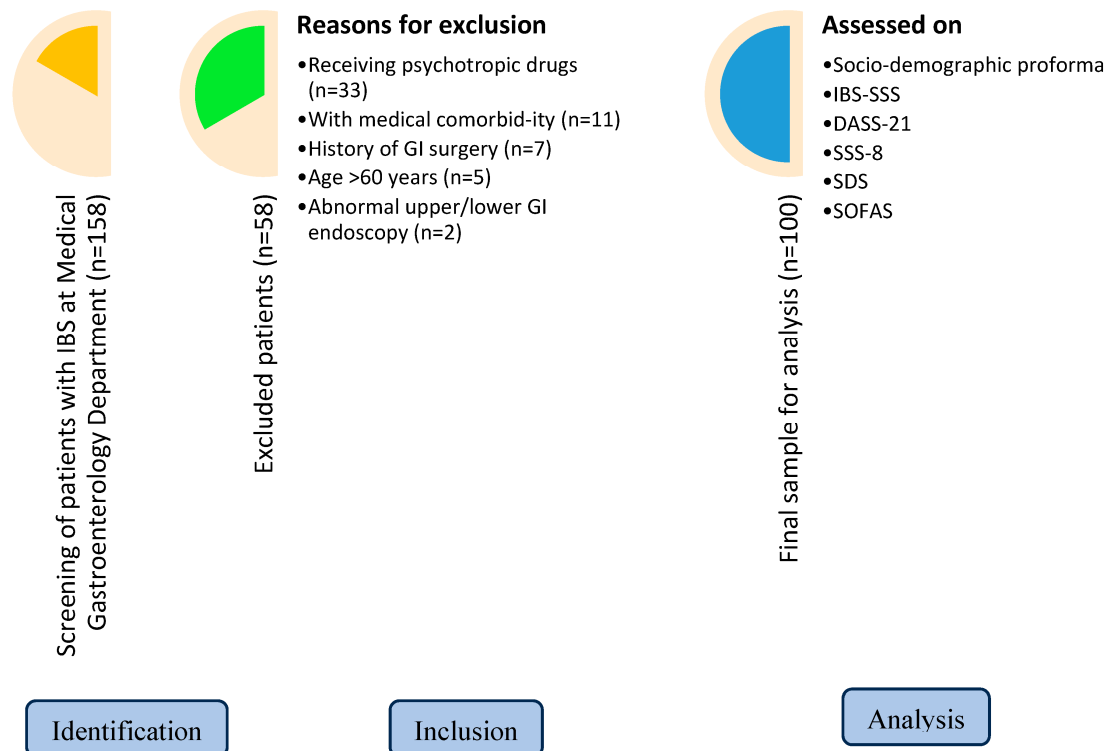 Screening of patients with IBS at Medical
Gastroenterology Department (n=158)
Excluded patients (n=58)
Reasons for exclusion
•Receiving psychotropic drugs
(n=33)
•With medical comorbid-ity (n=11)
•History of GI surgery (n=7)
•Age >60 years (n=5)
•Abnormal upper/lower GI
endoscopy (n=2)
Final sample for analysis (n=100)
Assessed on
•Socio-demographic proforma
•IBS-SSS
•DASS-21
•SSS-8
•SDS
•SOFAS
Identification
Inclusion
Analysis